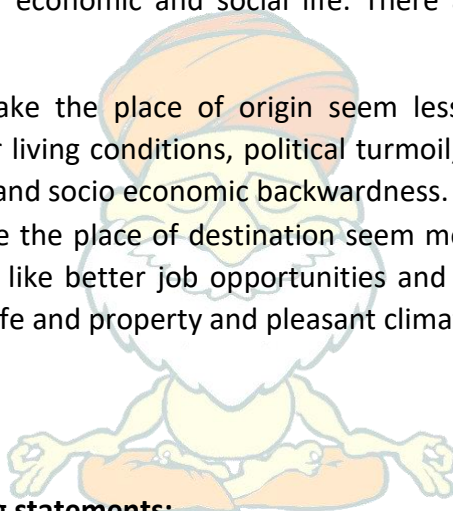 economic and social life. There
ake the place of origin seem less
living conditions, political turmoil,
and socio economic backwardness.
e the place of destination seem mo
like better job opportunities and
fe and property and pleasant clima
g statements: